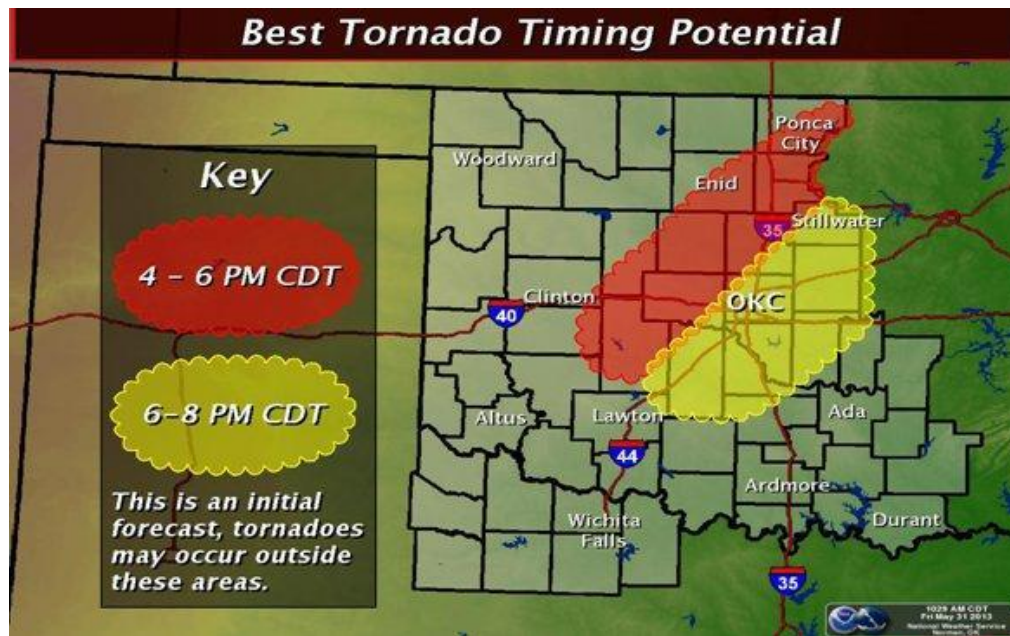 Best Tornado Timing Potential
Key
4 – 6 PM CDT
6–8 PM CDT
This is an initial
forecast, tornadoes
may occur outside
these areas.
Ponca
City
Woodward
Enid
35
Stillwater
Clinton
OKC
40
Altus
Lawton
Ada
44
Ardmore
Wichita
Falls
Durant
35
1029 AM CDT
Fri May 31 2013
National Weather Service
Norman, OK